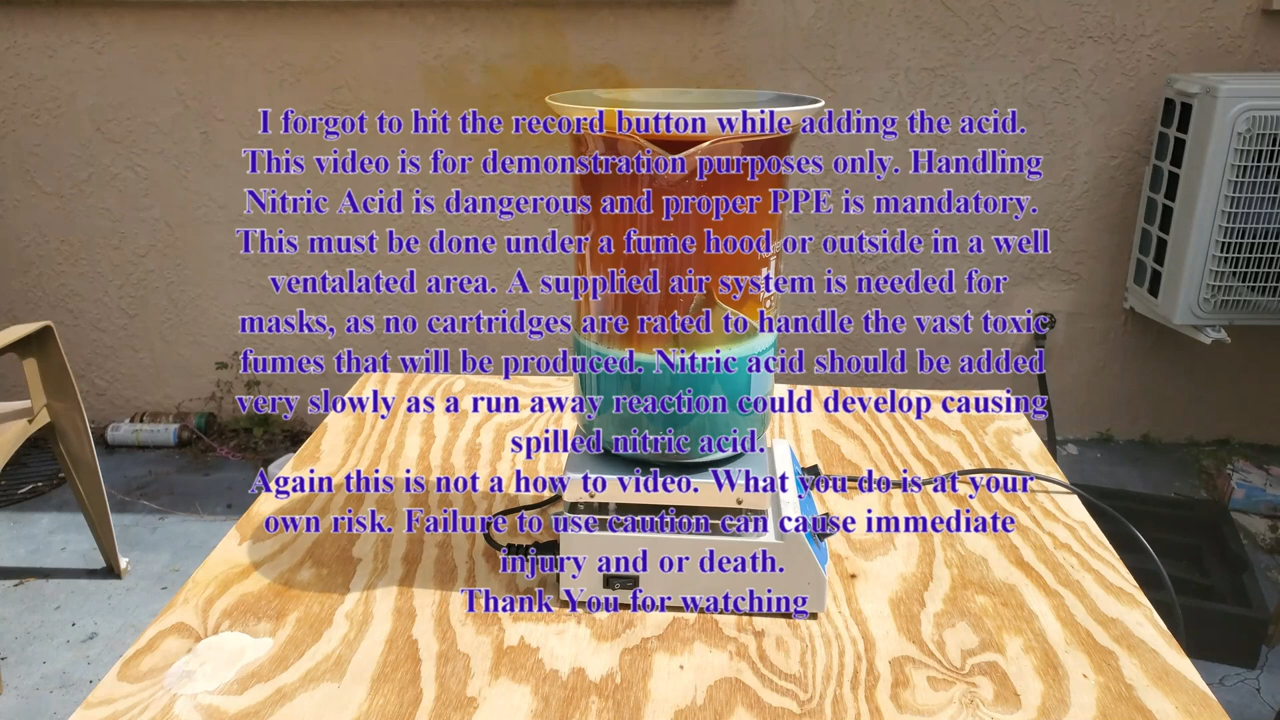 I forgot to hit the record button while adding the acid.
This video is for demonstration purposes only. Handling
Nitric Acid is dangerous and proper PPE is mandatory.
This must be done under a fume hood or outside in a well
ventalated area. A supplied air system is needed for
masks, as no cartridges are rated to handle the vast toxic
fumes that will be produced. Nitric acid should be added
very slowly as a run away reaction could develop causing
spilled nitric acid.
Again this is not a how to video. What you do is at your
own risk. Failure to use caution can cause immediate
injury and or death.
Thank You for watching